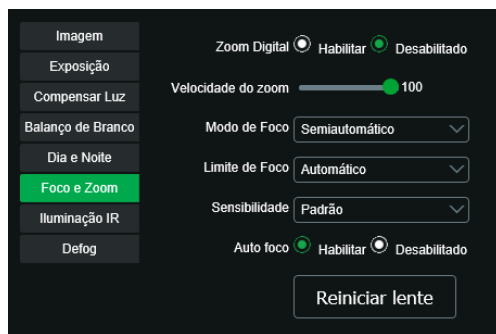 Imagem
Exposição
Compensar Luz
Balanço de Branco
Dia e Noite
Foco e Zoom
Iluminação IR
Defog
Zoom Digital Habilitar Desabilitado
Velocidade do zoom 100
Modo de Foco Semiautomático
Limite de Foco Automático
Sensibilidade Padrão
Auto foco Habilitar Desabilitado
Reiniciar lente